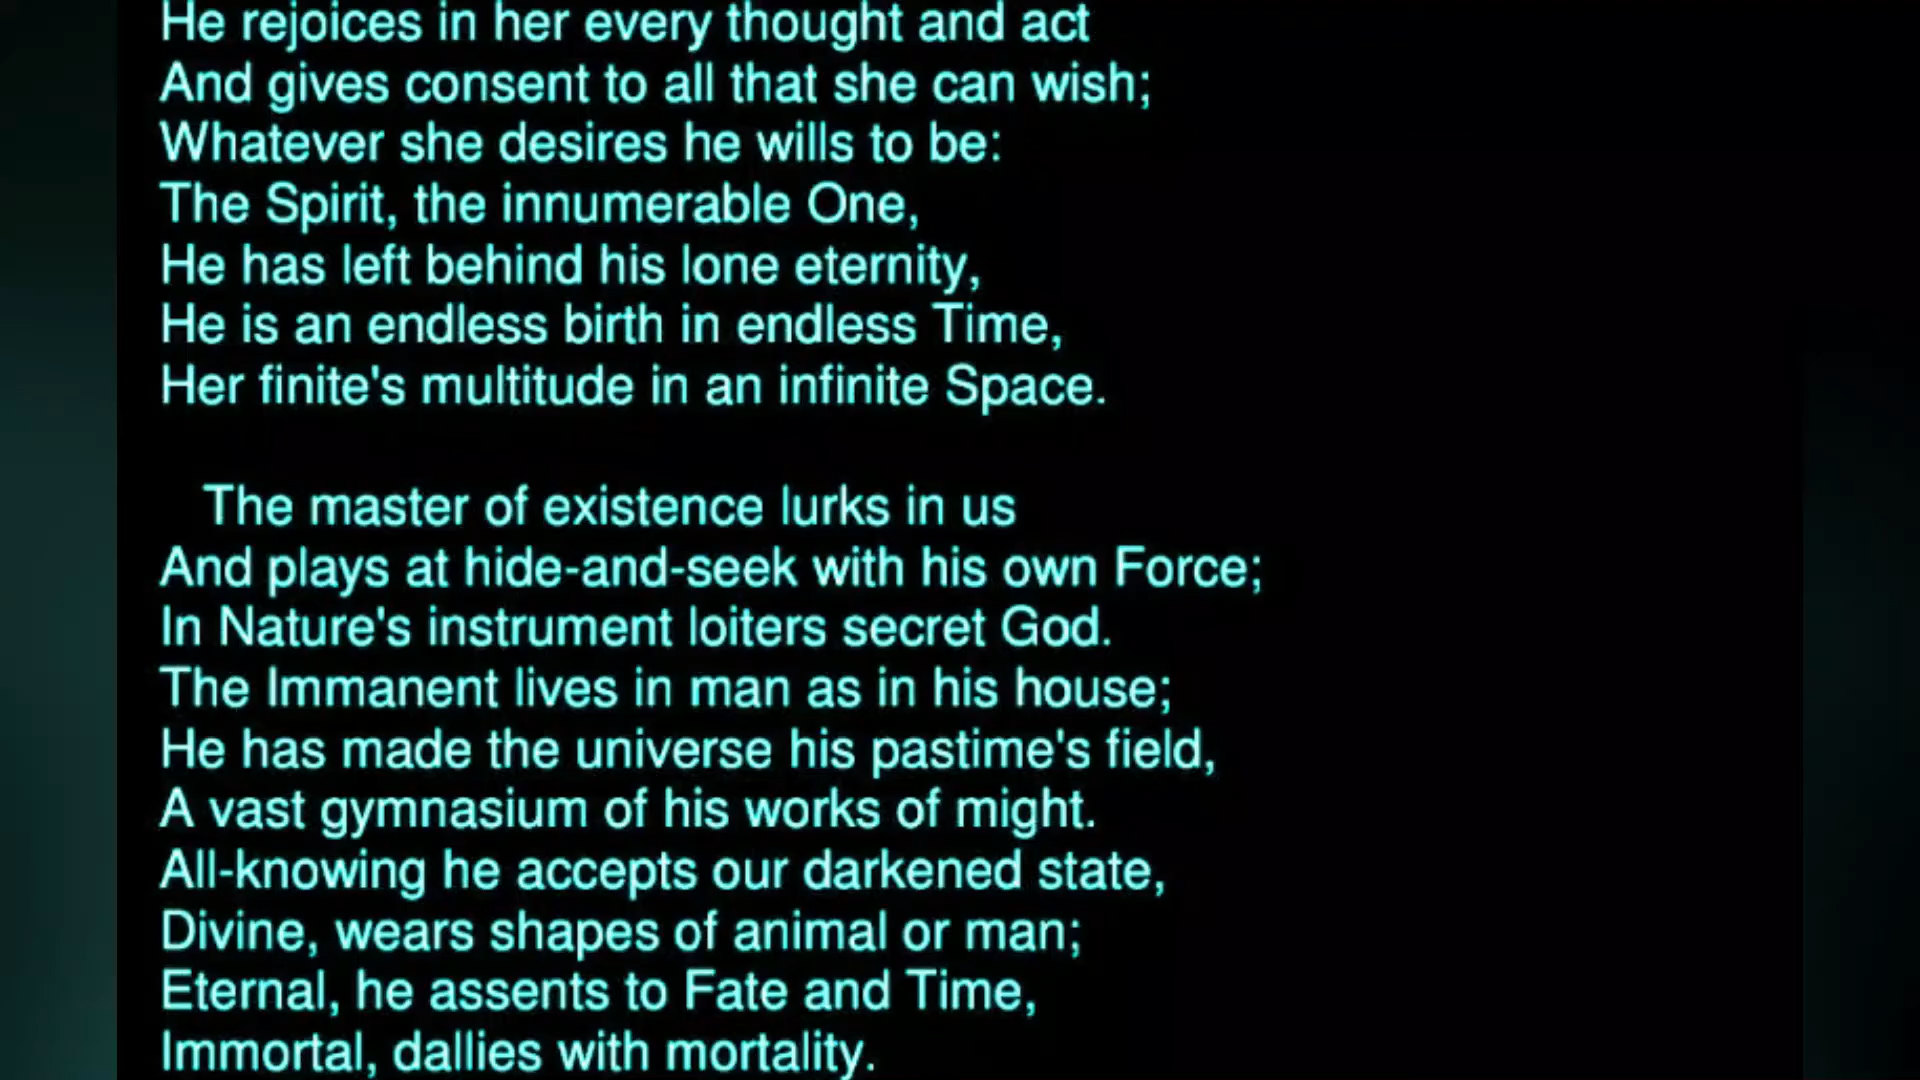 He rejoices in her every thought and act
And gives consent to all that she can wish;
Whatever she desires he wills to be:
The Spirit, the innumerable One,
He has left behind his lone eternity,
He is an endless birth in endless Time,
Her finite's multitude in an infinite Space.
The master of existence lurks in us
And plays at hide-and-seek with his own Force;
In Nature's instrument loiters secret God.
The Immanent lives in man as in his house;
He has made the universe his pastime's field,
A vast gymnasium of his works of might.
All-knowing he accepts our darkened state,
Divine, wears shapes of animal or man;
Eternal, he assents to Fate and Time,
Immortal, dallies with mortality.